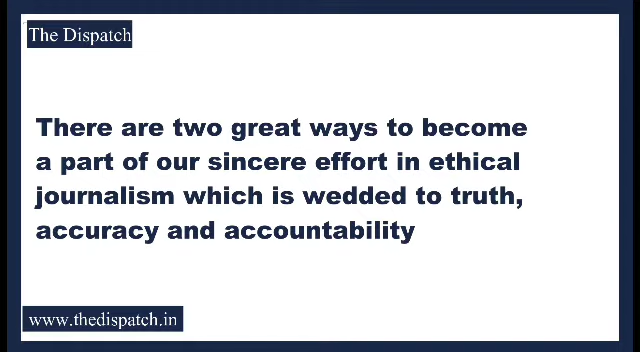 The Dispatch
There are two great ways to become
a part of our sincere effort in ethical
journalism which is wedded to truth,
accuracy and accountability
www.thedispatch.in